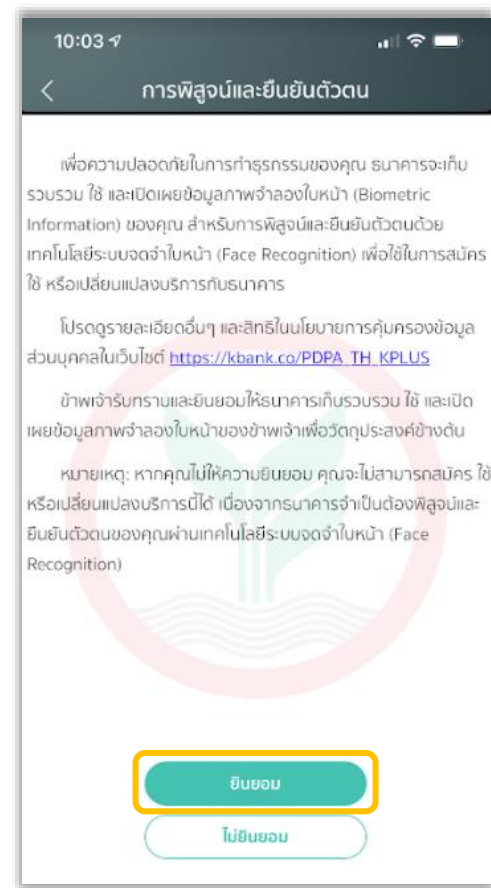 10:03
การพิสูจน์และยืนยันตัวตน
เพื่อความปลอดภัยในการทำธุรกรรมของคุณ ธนาคารจะเก็บ
รวบรวม ใช้ และเปิดเผยข้อมูลภาพจำลองใบหน้า (Biometric
Information) ของคุณ สำหรับการพิสูจน์และยืนยันตัวตนด้วย
เทคโนโลยีระบบจดจำใบหน้า (Face Recognition) เพื่อใช้ในการสมัคร
ใช้ หรือเปลี่ยนแปลงบริการกับธนาคาร
โปรดดูรายละเอียดอื่นๆ และสิทธิในนโยบายการคุ้มครองข้อมูล
ส่วนบุคคลในเว็บไซต์ https://kbank.co/PDPA_TH_KPLUS
ข้าพเจ้ารับทราบและยินยอมให้ธนาคารเก็บรวบรวม ใช้ และเปิด
เผยข้อมูลภาพจำลองใบหน้าของข้าพเจ้าเพื่อวัตถุประสงค์ข้างต้น
หมายเหตุ: หากคุณไม่ให้ความยินยอม คุณจะไม่สามารถสมัคร ใช้
หรือเปลี่ยนแปลงบริการนี้ได้ เนื่องจากธนาคารจำเป็นต้องพิสูจน์และ
ยืนยันตัวตนของคุณผ่านเทคโนโลยีระบบจดจำใบหน้า (Face
Recognition)
ยินยอม
ไม่ยินยอม